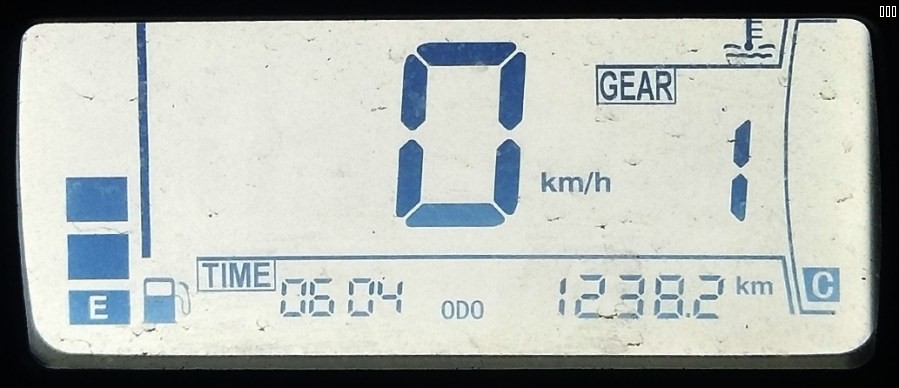 0 km/h
GEAR
1
TIME 06 04
ODO 1238.2 km
E
C